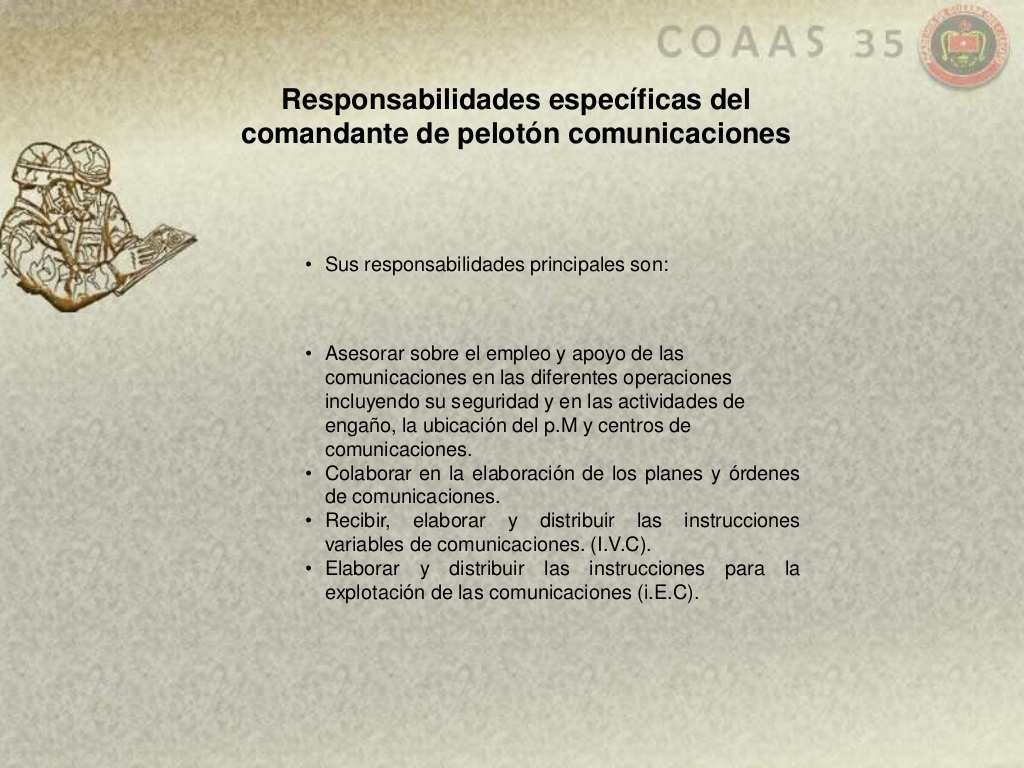 COAAS 35
Responsabilidades específicas del
comandante de pelotón comunicaciones
• Sus responsabilidades principales son:
• Asesorar sobre el empleo y apoyo de las
comunicaciones en las diferentes operaciones
incluyendo su seguridad y en las actividades de
engaño, la ubicación del p.M y centros de
comunicaciones.
• Colaborar en la elaboración de los planes y órdenes
de comunicaciones.
• Recibir, elaborar y distribuir las instrucciones
variables de comunicaciones. (I.V.C).
• Elaborar y distribuir las instrucciones para la
explotación de las comunicaciones (i.E.C).